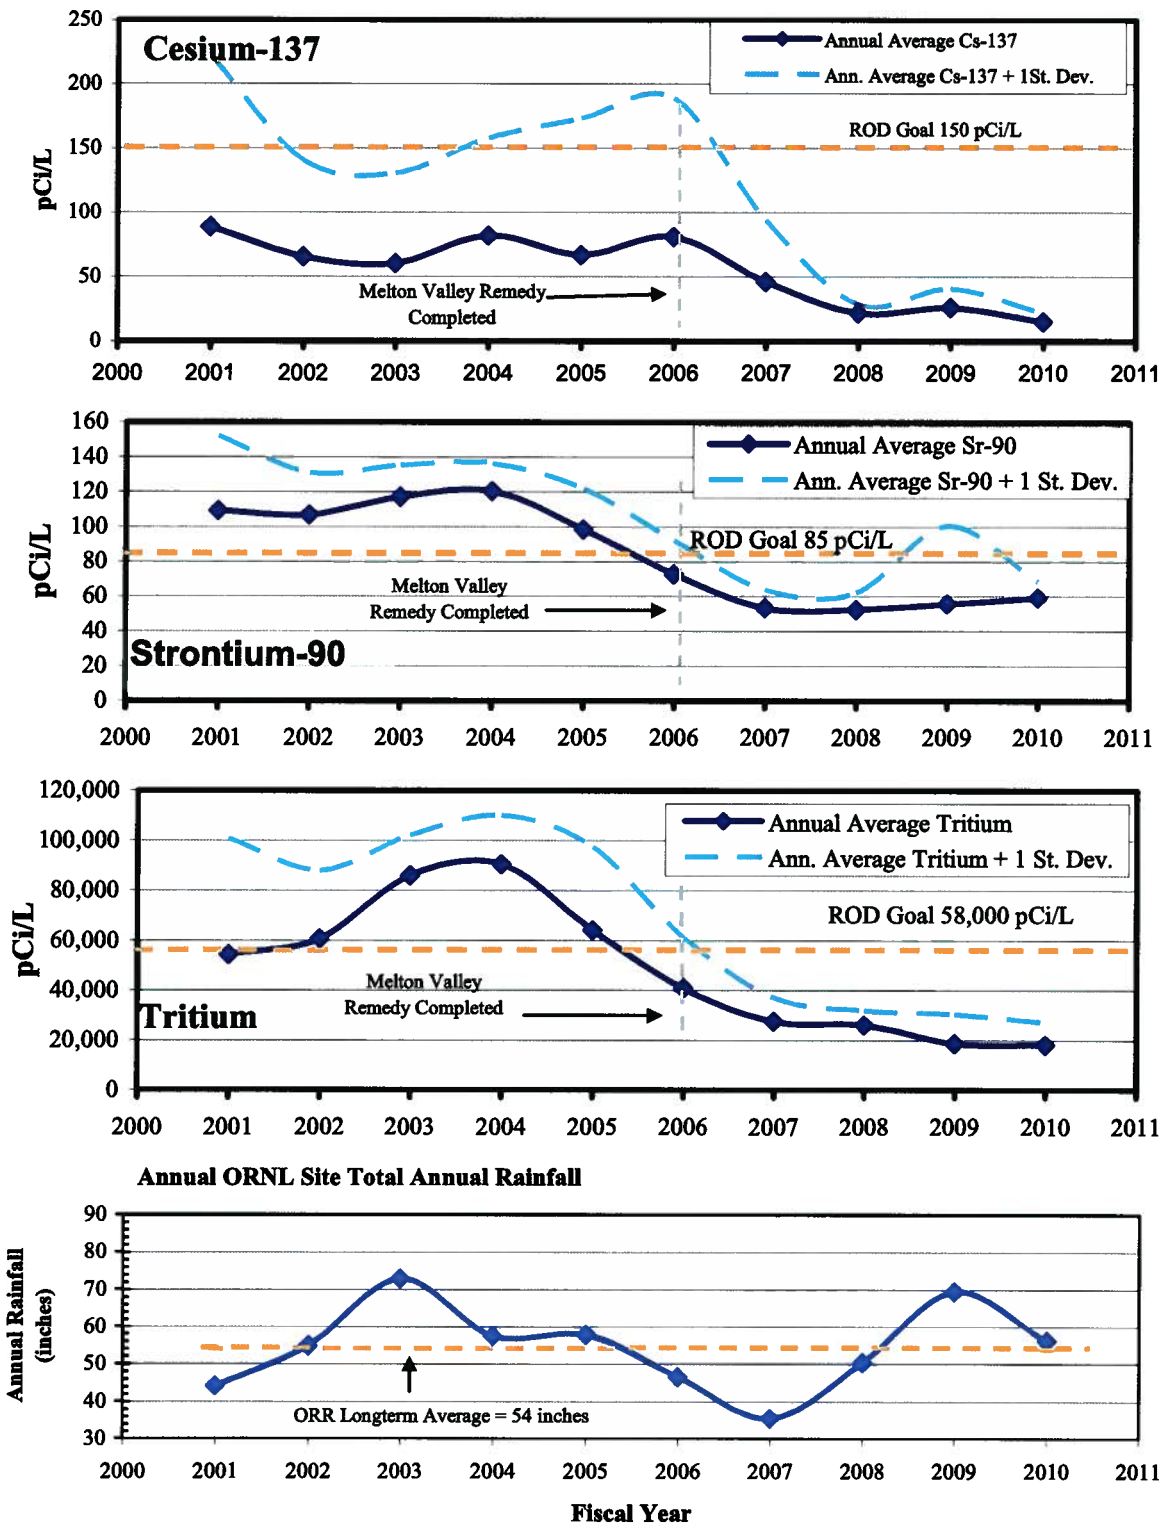 Cesium-137
Annual Average Cs-137
Ann. Average Cs-137 + 1St. Dev.
ROD Goal 150 pCi/L
pCi/L
250
200
150
100
50
0
Melton Valley Remedy
Completed
2000 2001 2002 2003 2004 2005 2006 2007 2008 2009 2010 2011
Annual Average Sr-90
Ann. Average Sr-90 + 1 St. Dev.
ROD Goal 85 pCi/L
pCi/L
160
140
120
100
80
60
40
20
0
Melton Valley
Remedy Completed
Strontium-90
2000 2001 2002 2003 2004 2005 2006 2007 2008 2009 2010 2011
Annual Average Tritium
Ann. Average Tritium + 1 St. Dev.
ROD Goal 58,000 pCi/L
pCi/L
120,000
100,000
80,000
60,000
40,000
20,000
0
Melton Valley
Remedy Completed
Tritium
2000 2001 2002 2003 2004 2005 2006 2007 2008 2009 2010 2011
Annual ORNL Site Total Annual Rainfall
Annual Rainfall
(inches)
90
80
70
60
50
40
30
ORR Longterm Average = 54 inches
2000 2001 2002 2003 2004 2005 2006 2007 2008 2009 2010 2011
Fiscal Year